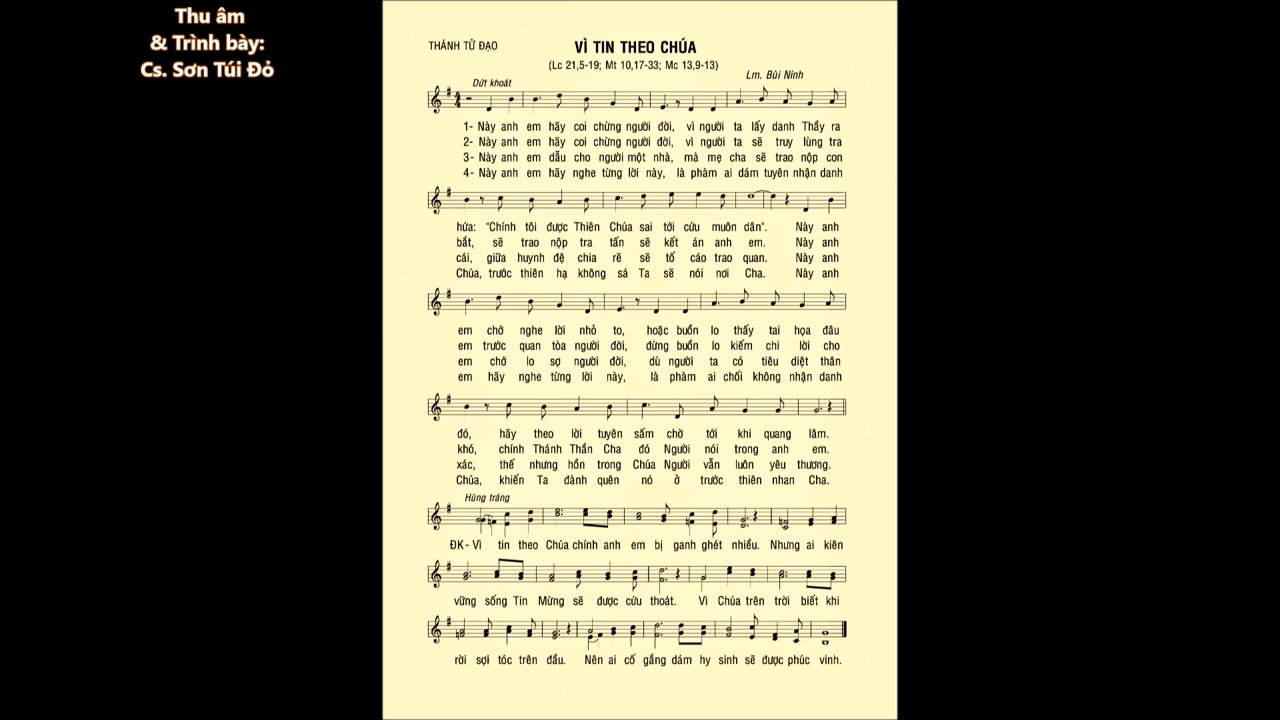 Thu âm
& Trình bày:
Cs. Sơn Túi Đỏ
THÁNH TỬ ĐẠO
VÌ TIN THEO CHÚA
(Lc 21,5-19; Mt 10,17-33; Mc 13,9-13)
Lm. Bùi Ninh
Dứt khoát
1- Này anh em hãy coi chừng người đời, vì người ta lấy danh Thầy ra
2- Này anh em hãy coi chừng người đời, vì người ta sẽ truy lùng tra
3- Này anh em dẫu cho người một nhà, mà mẹ cha sẽ trao nộp con
4- Này anh em hãy nghe từng lời này, là phàm ai dám tuyên nhận danh
hứa: "Chính tôi được Thiên Chúa sai tới cứu muôn dân". Này anh
bắt, sẽ trao nộp tra tấn sẽ kết án anh em. Này anh
cái, giữa huynh đệ chia rẽ sẽ tố cáo trao quan. Này anh
Chúa, trước thiên hạ không sá Ta sẽ nói nơi Cha. Này anh
em chớ nghe lời nhỏ to, hoặc buồn lo thấy tai họa đâu
em trước quan tòa người đời, đừng buồn lo kiếm chi lời cho
em chớ lo sợ người đời, dù người ta có tiêu diệt thân
em hãy nghe từng lời này, là phàm ai chối không nhận danh
đó, hãy theo lời tuyên sấm chờ tới khi quang lâm.
khó, chính Thánh Thần Cha đó Người nói trong anh em.
xác, thế nhưng hồn trong Chúa Người vẫn luôn yêu thương.
Chúa, khiến Ta đành quên nó ở trước thiên nhan Cha.
Hùng tráng
ĐK- Vì tin theo Chúa chính anh em bị ganh ghét nhiều. Nhưng ai kiên
vững sống Tin Mừng sẽ được cứu thoát. Vì Chúa trên trời biết khi
rời sợi tóc trên đầu. Nên ai cố gắng dám hy sinh sẽ được phúc vinh.